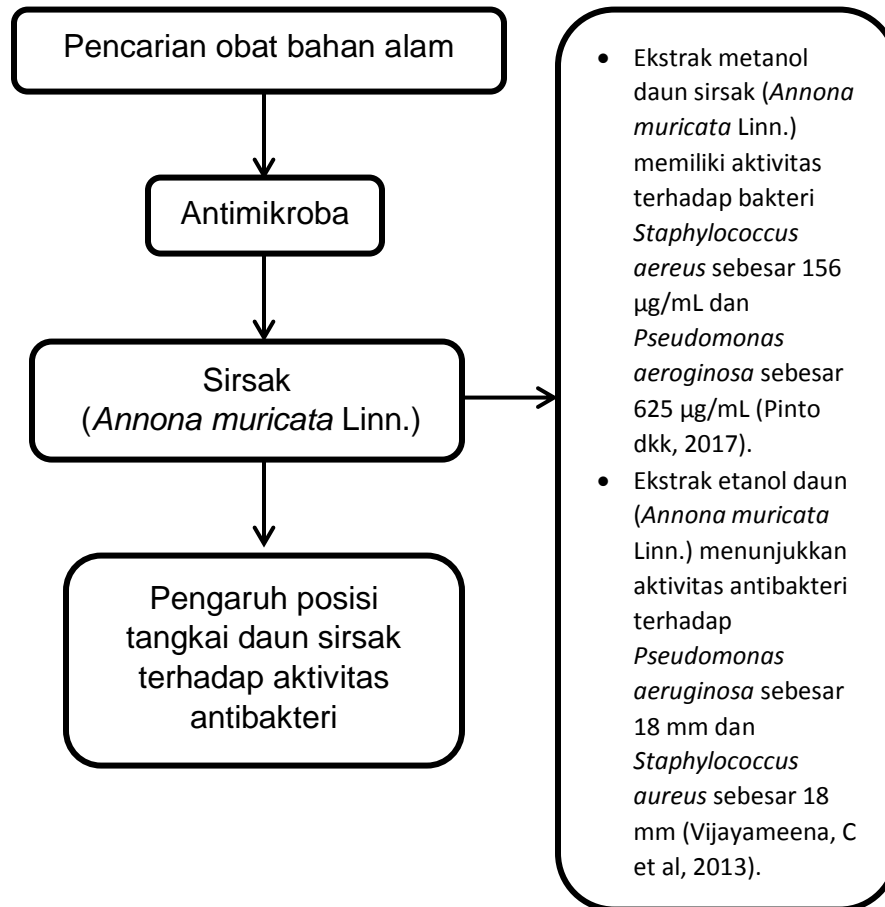 Pencarian obat bahan alam
Antimikroba
Sirsak
(Annona muricata Linn.)
Pengaruh posisi
tangkai daun sirsak
terhadap aktivitas
antibakteri
• Ekstrak metanol
daun sirsak (Annona
muricata Linn.)
memiliki aktivitas
terhadap bakteri
Staphylococcus
aereus sebesar 156
µg/mL dan
Pseudomonas
aeroginosa sebesar
625 µg/mL (Pinto
dkk, 2017).
• Ekstrak etanol daun
(Annona muricata
Linn.) menunjukkan
aktivitas antibakteri
terhadap
Pseudomonas
aeruginosa sebesar
18 mm dan
Staphylococcus
aureus sebesar 18
mm (Vijayameena, C
et al, 2013).